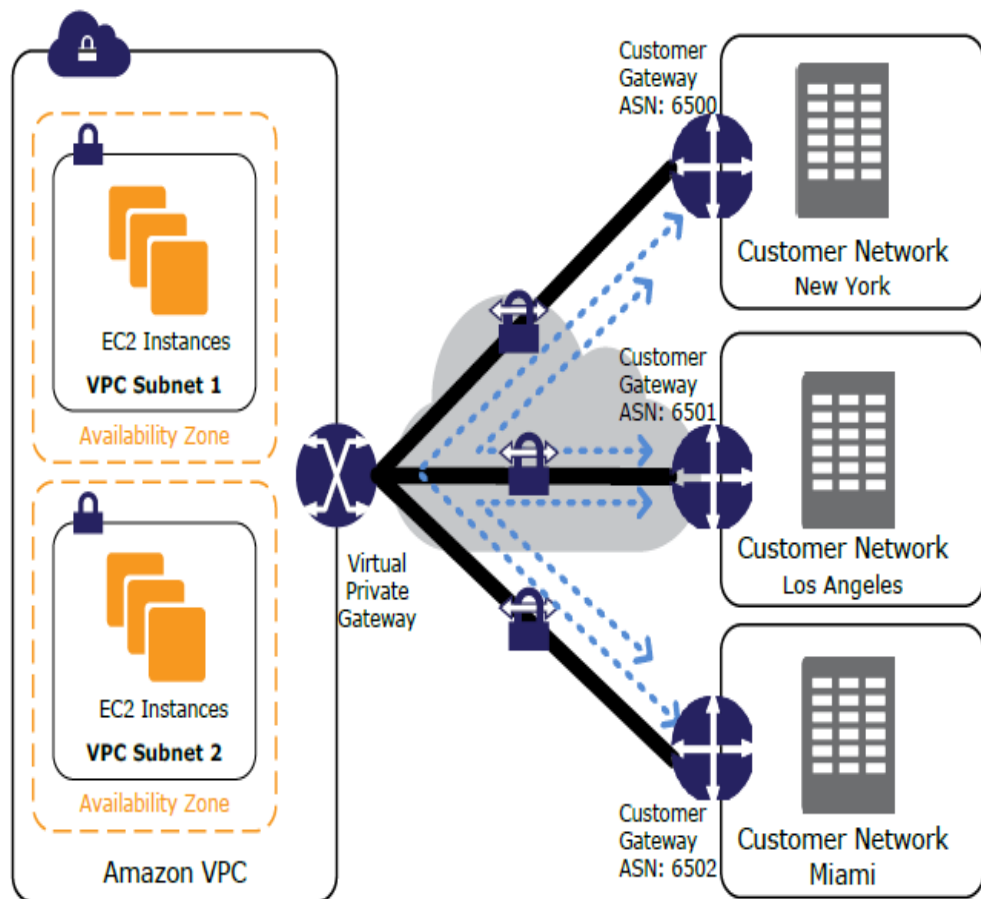 EC2 Instances
VPC Subnet 1
Availability Zone
EC2 Instances
VPC Subnet 2
Availability Zone
Amazon VPC
Virtual
Private
Gateway
Customer
Gateway
ASN: 6500
Customer Network
New York
Customer
Gateway
ASN: 6501
Customer Network
Los Angeles
Customer
Gateway
ASN: 6502
Customer Network
Miami